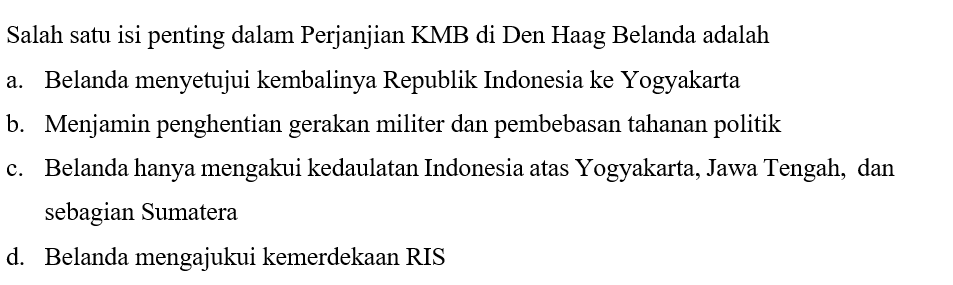 Salah satu isi penting dalam Perjanjian KMB di Den Haag Belanda adalah
a. Belanda menyetujui kembalinya Republik Indonesia ke Yogyakarta
b. Menjamin penghentian gerakan militer dan pembebasan tahanan politik
c. Belanda hanya mengakui kedaulatan Indonesia atas Yogyakarta, Jawa Tengah, dan
sebagian Sumatera
d. Belanda mengajukui kemerdekaan RIS